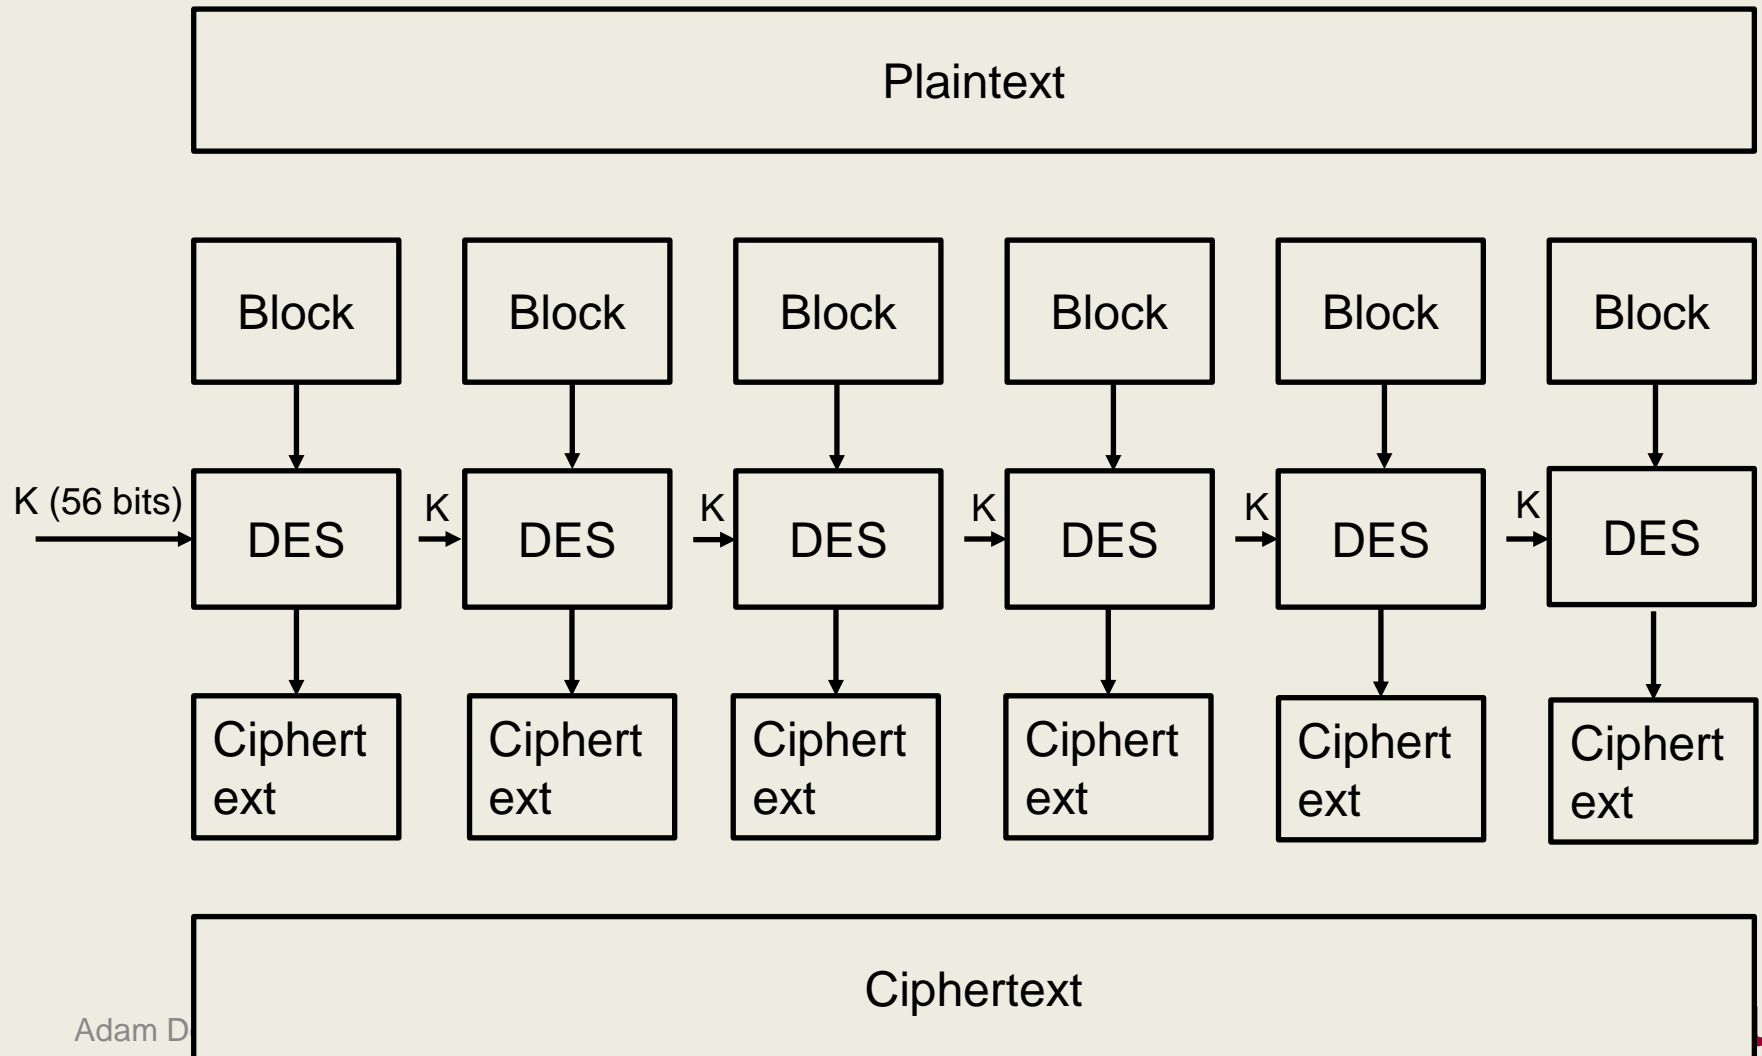 Plaintext
Block Block Block Block Block Block
K (56 bits) K K K K K
DES DES DES DES DES DES
Ciphert Ciphert Ciphert Ciphert Ciphert Ciphert
ext ext ext ext ext ext
Ciphertext
Adam